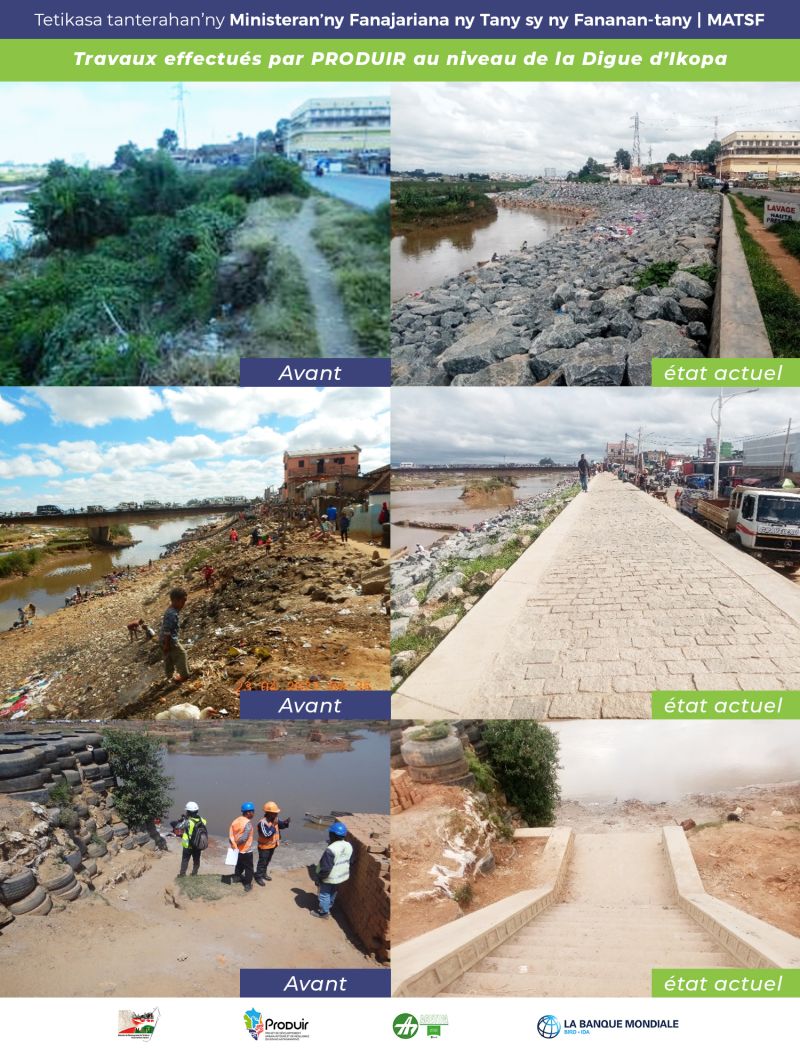 Tetikasa tanterahan'ny Ministeran'ny Fanajariana ny Tany sy ny Fananan-tany | MATSF
Travaux effectués par PRODUIR au niveau de la Digue d'Ikopa
LAVAGE
HAUTE
Avant
état actuel
Avant
état actuel
Avant
état actuel
Produir
LA BANQUE MONDIALE
BIRD • IDA